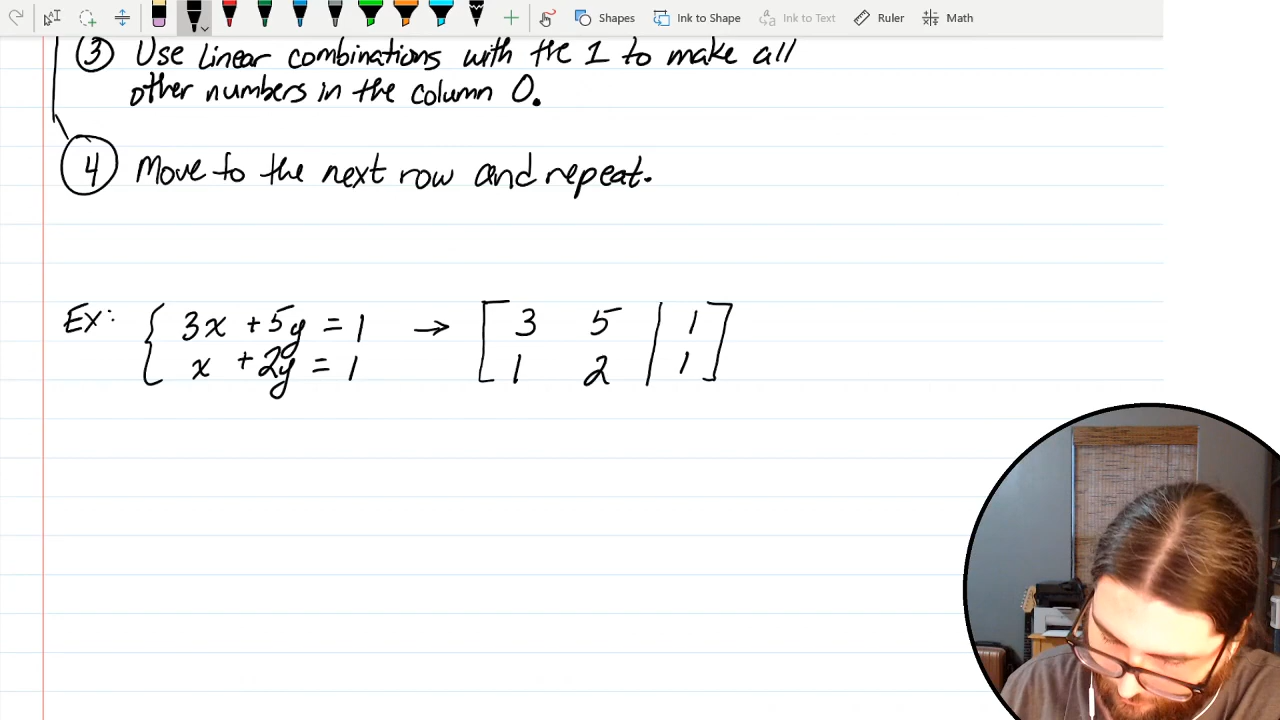 Shapes Ink to Shape Ink to Text Ruler Math
③ Use linear combinations with the 1 to make all
other numbers in the column 0.
④ Move to the next row and repeat.
Ex: { 3x + 5y = 1 → [ 3 5 | 1 ]
x + 2y = 1 1 2 | 1